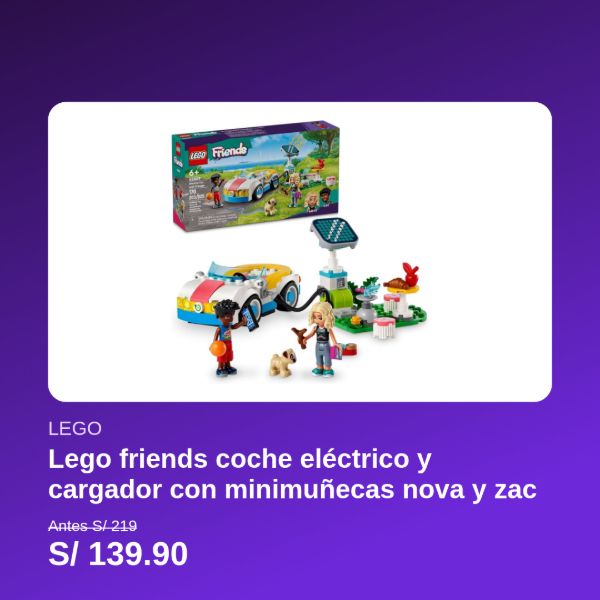 LEGO
Friends
6+
LEGO
Lego friends coche eléctrico y
cargador con minimuñecas nova y zac
Antes S/ 219
S/ 139.90